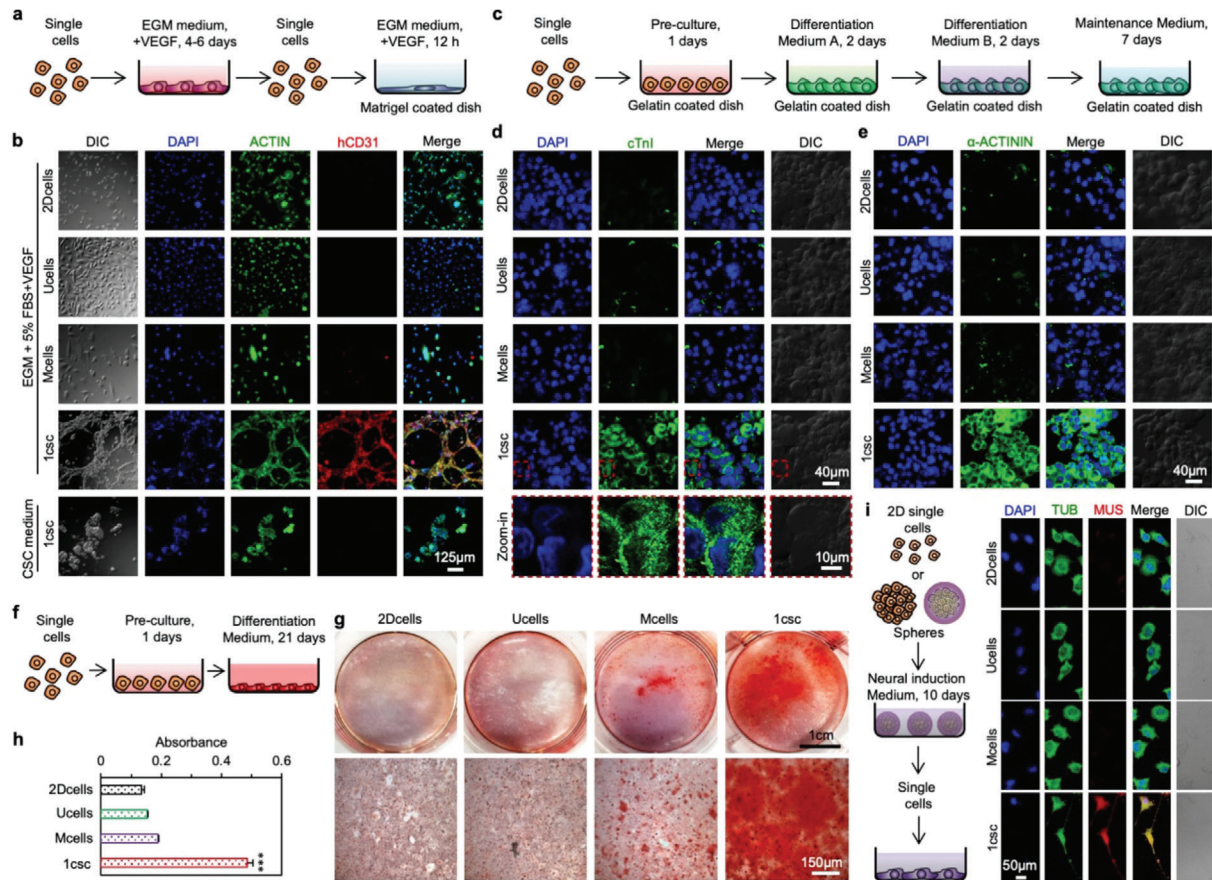 a
Single
cells
EGM medium,
+VEGF, 4-6 days
Single
cells
EGM medium,
+VEGF, 12 h
Matrigel coated dish
c
Single
cells
Pre-culture,
1 days
Gelatin coated dish
Differentiation
Medium A, 2 days
Gelatin coated dish
Differentiation
Medium B, 2 days
Gelatin coated dish
Maintenance Medium,
7 days
Gelatin coated dish
b
DIC
DAPI
ACTIN
hCD31
Merge
EGM + 5% FBS+VEGF
2Dcells
Ucells
Mcells
1csc
CSC medium
1csc
125μm
d
DAPI
cTnI
Merge
DIC
2Dcells
Ucells
Mcells
1csc
40μm
Zoom-in
10μm
e
DAPI
α-ACTININ
Merge
DIC
2Dcells
Ucells
Mcells
1csc
40μm
f
Single
cells
Pre-culture,
1 days
Differentiation
Medium, 21 days
g
2Dcells
Ucells
Mcells
1csc
1cm
150μm
h
Absorbance
0 0.2 0.4 0.6
2Dcells
Ucells
Mcells
1csc
***
i
2D single
cells
or
Spheres
Neural induction
Medium, 10 days
Single
cells
DAPI
TUB
MUS
Merge
DIC
2Dcells
Ucells
Mcells
1csc
50μm